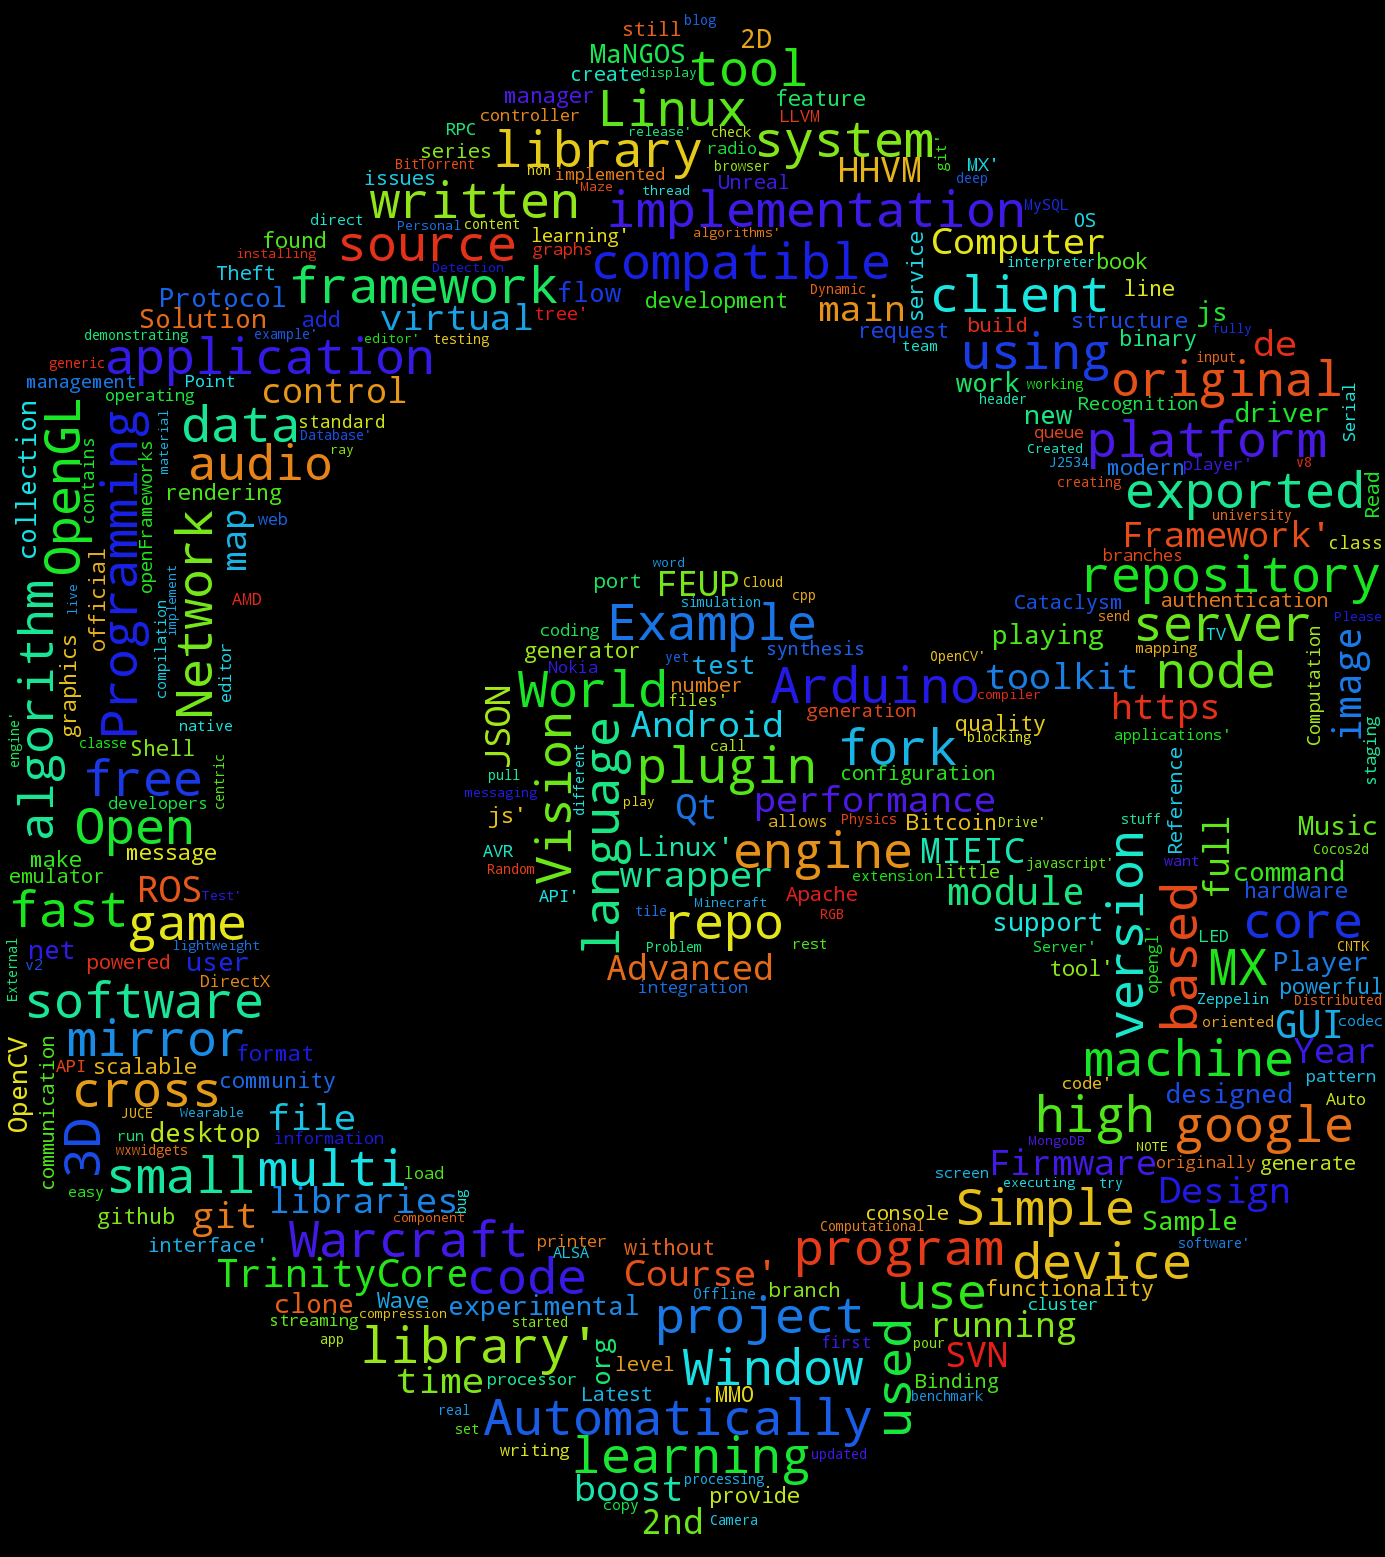 still
blog
2D
MaNGOS
create
display
tool
manager
Linux
feature
controller
LLVM
RPC
release'
check
system
series
library
radio
git'
BitTorrent
non
implemented
browser
HHVM
MX'
issues
Maze
thread
Unreal
deep
written
implementation
MySQL
direct
Personal
content
OS
found
source
learning'
algorithms'
service
Computer
installing
graphs
compatible
interpreter
book
Theft
Detection
framework
flow
Dynamic
client
line
Protocol
development
main
js
Solution
add
virtual
tree'
request
build
structure
fully
demonstrating
example'
editor'
testing
team
using
binary
de
generic
application
input
management
Point
control
work
working
original
operating
header
Recognition
Serial
collection
OpenGL
Programming
material
data
standard
new
driver
Database'
queue
platform
contains
openFrameworks
audio
ray
Created
J2534
modern
player'
v8
rendering
creating
exported
Read
Network
map
web
university
Framework'
class
official
word
branches
algorithm
live
implement
AMD
port
FEUP
Cloud
repository
simulation
cpp
Cataclysm
authentication
compilation
coding
Example
send
server
TV
Please
graphics
editor
generator
synthesis
playing
mapping
Computation
image
Nokia
yet
test
OpenCV'
node
World
number
Arduino
compiler
toolkit
files'
JSON
Vision
language
generation
https
native
Android
quality
engine'
classe
Shell
call
fork
blocking
applications'
staging
free
centric
pull
different
plugin
configuration
Reference
developers
messaging
play
Qt
performance
Open
js'
allows
Physics
Bitcoin
Drive'
stuff
full
Music
message
AVR
Linux'
engine
MIEIC
javascript'
version
want
Cocos2d
make
Random
wrapper
extension
little
command
emulator
ROS
Test'
API'
Minecraft
Apache
module
based
hardware
fast
game
tile
repo
RGB
support
core
net
lightweight
Problem
rest
Server'
opengl'
LED
CNTK
External
v2
powered
user
Advanced
tool'
MX
Player
DirectX
integration
powerful
software
Zeppelin
Distributed
OpenCV
mirror
oriented
GUI
codec
communication
format
machine
Year
API
scalable
community
code'
pattern
cross
designed
Auto
JUCE
Wearable
file
high
google
3D
run
desktop
information
MongoDB
NOTE
wxwidgets
Firmware
originally
generate
small
multi
load
screen
executing
try
easy
libraries
bug
Design
github
git
component
console
Simple
Sample
interface'
Warcraft
printer
Computational
software'
ALSA
without
program
TrinityCore
code
Course'
device
Offline
branch
use
functionality
clone
Wave
experimental
cluster
streaming
compression
started
project
running
app
library'
org
first
used
pour
SVN
level
Window
time
processor
Binding
Latest
MMO
benchmark
real
Automatically
set
writing
learning
updated
processing
boost
provide
copy
2nd
Camera